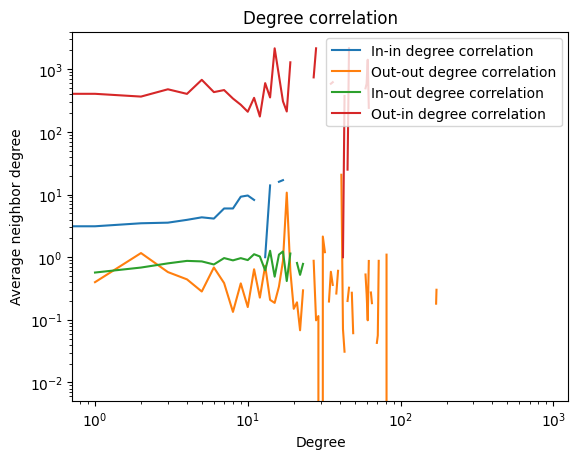 Degree correlation
In-in degree correlation
Out-out degree correlation
In-out degree correlation
Out-in degree correlation
Average neighbor degree
10³
10²
10¹
10⁰
10⁻¹
10⁻²
10⁰ 10¹ 10² 10³
Degree